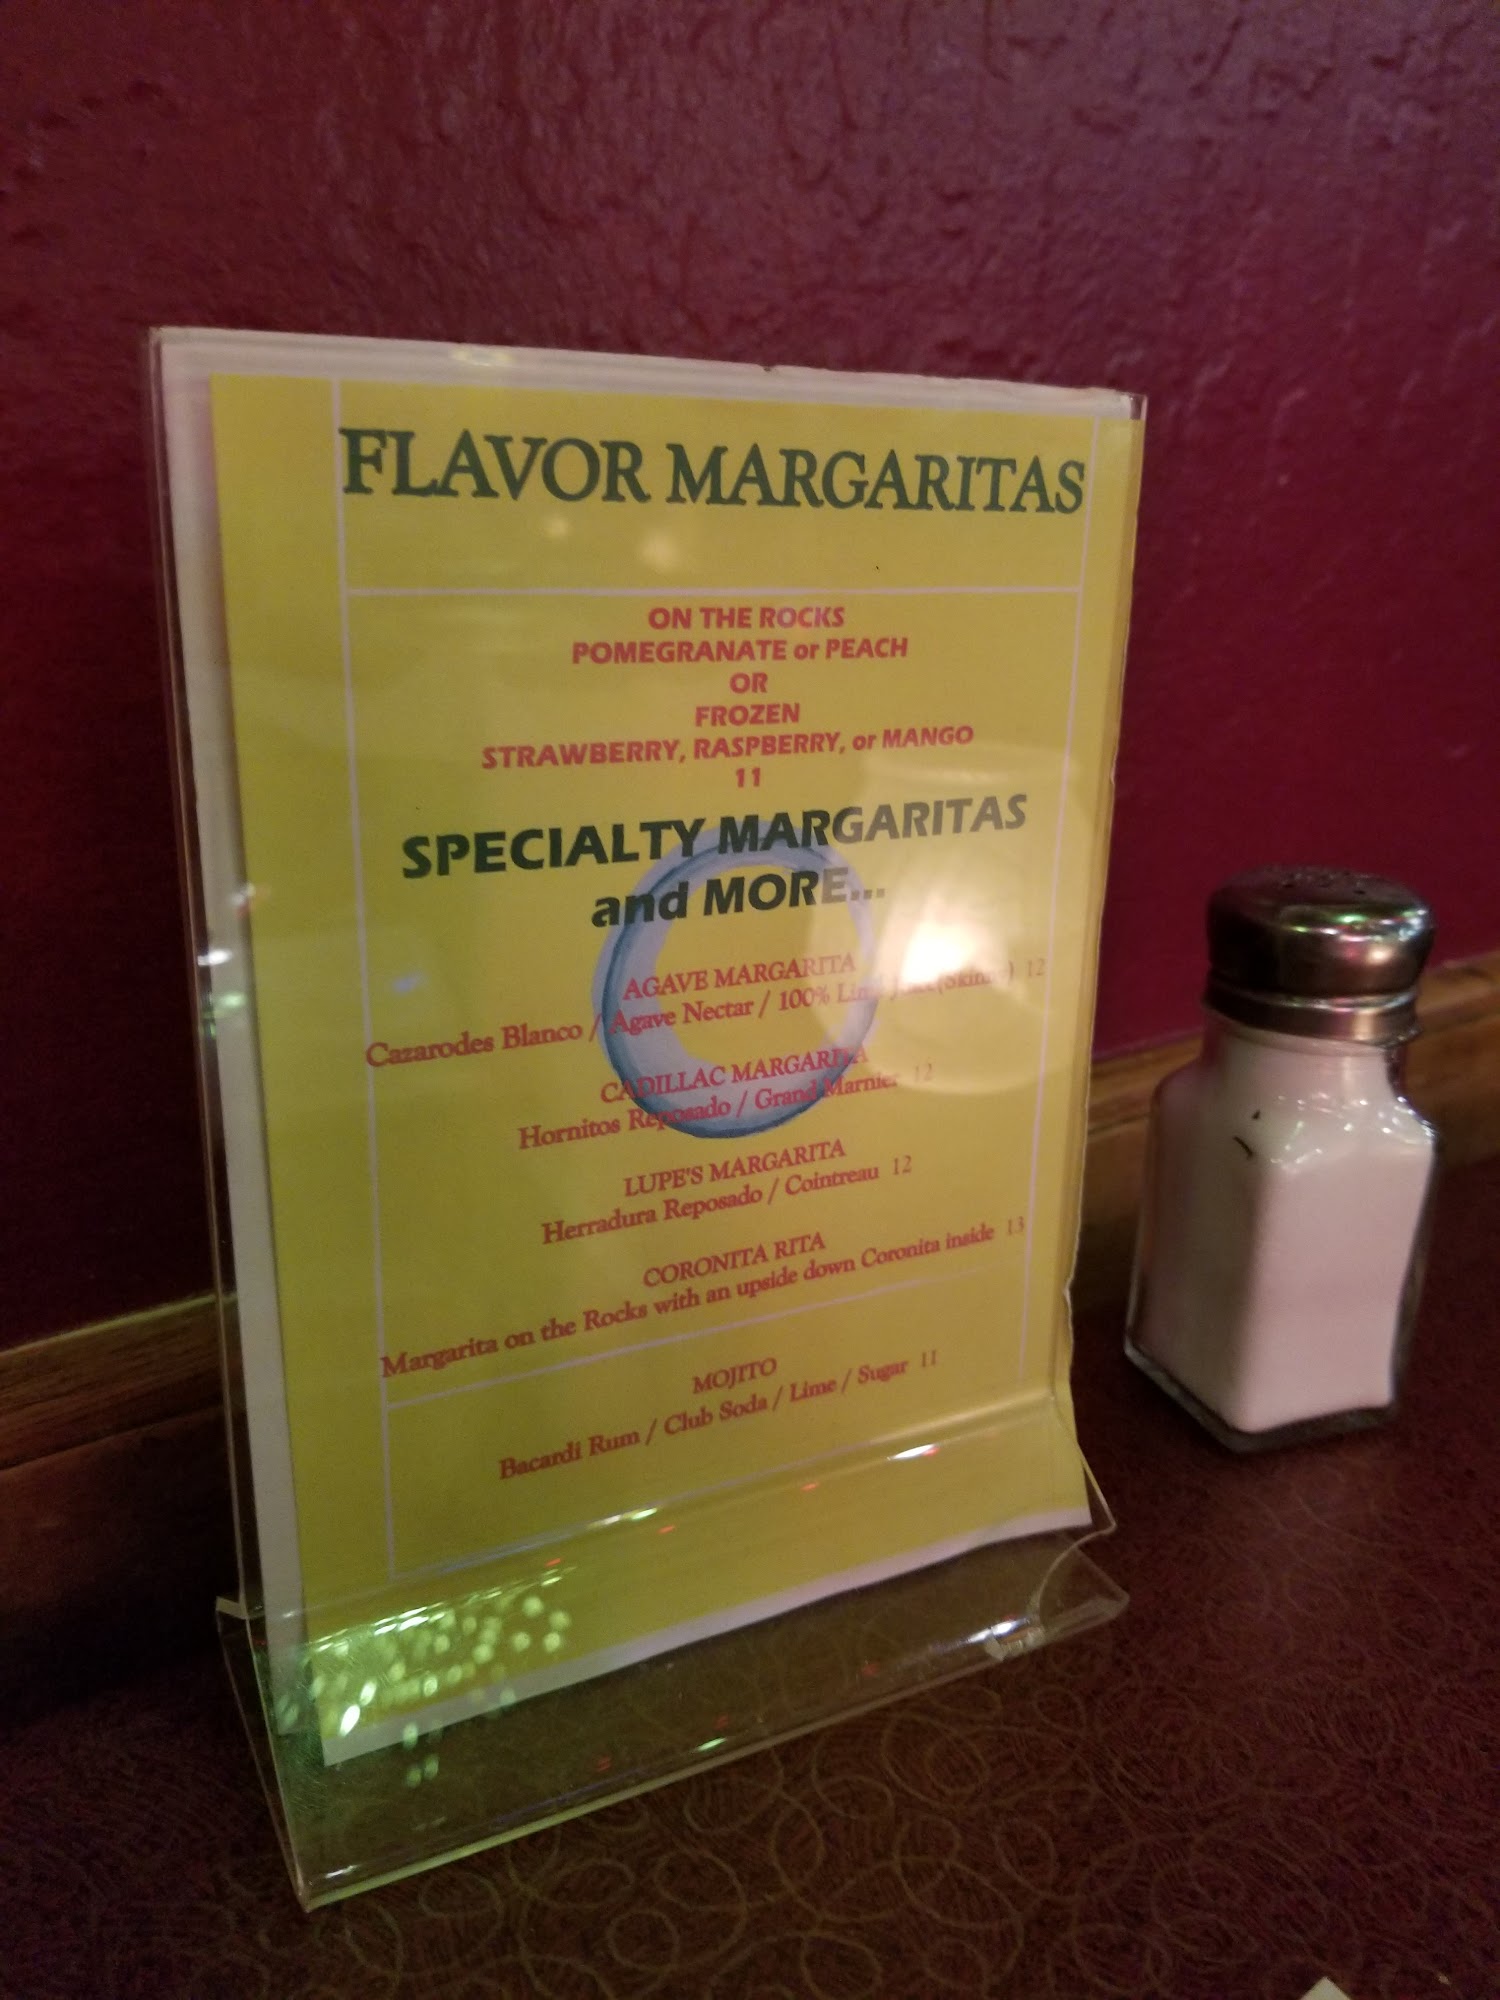 FLAVOR MARGARITAS
ON THE ROCKS
POMEGRANATE or PEACH
OR
FROZEN
STRAWBERRY, RASPBERRY, or MANGO
11
SPECIALTY MARGARITAS
and MORE...
AGAVE MARGARITA
Cazarodes Blanco / Agave Nectar / 100% Lime Juice(Skinny) 12
CADILLAC MARGARITA
Hornitos Reposado / Grand Marnier 12
LUPE'S MARGARITA
Herradura Reposado / Cointreau 12
CORONITA RITA
Margarita on the Rocks with an upside down Coronita inside 13
MOJITO
Bacardi Rum / Club Soda / Lime / Sugar 11